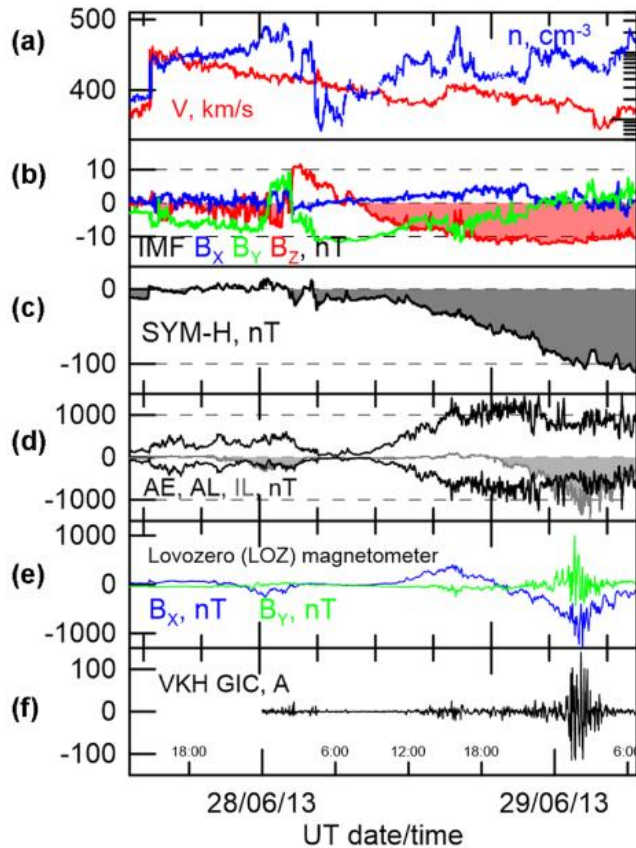 (a)
500
400
n, cm-3
V, km/s
(b)
10
0
-10
IMF BX BY BZ, nT
(c)
0
-100
SYM-H, nT
(d)
1000
0
-1000
AE, AL, IL, nT
(e)
1000
0
-1000
Lovozero (LOZ) magnetometer
BX, nT BY, nT
(f)
100
0
-100
VKH GIC, A
18:00 6:00 12:00 18:00 6:00
28/06/13 29/06/13
UT date/time